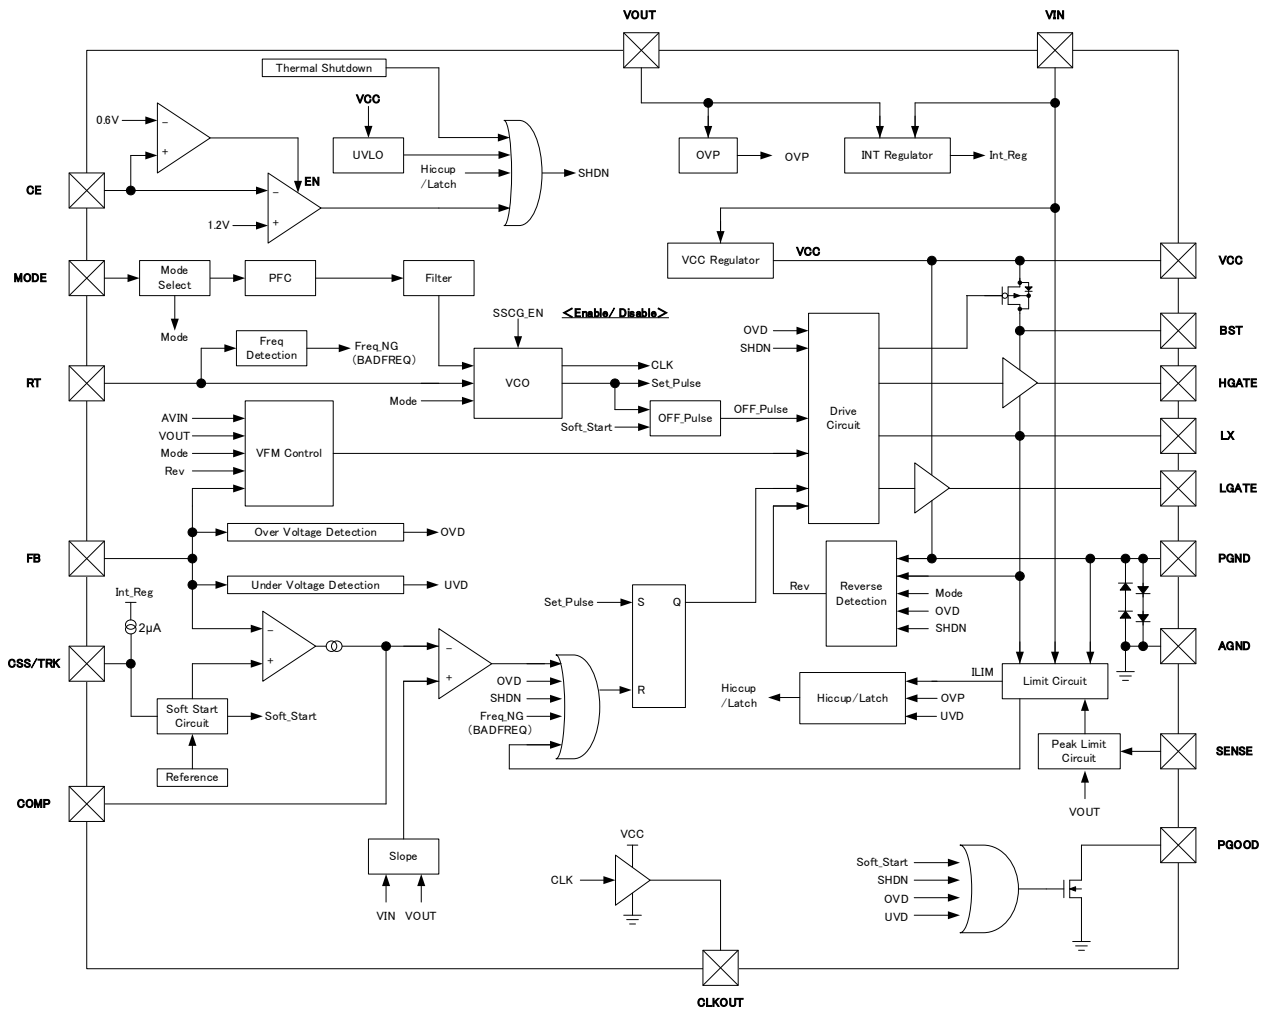 VOUT
VIN
Thermal Shutdown
VCC
0.6V
−
+
UVLO
OVP
OVP
INT Regulator
Int_Reg
Hiccup
/Latch
SHDN
CE
EN
−
+
1.2V
VCC Regulator
VCC
VCC
MODE
Mode
Select
PFC
Filter
Mode
SSCG_EN
<Enable/ Disable>
OVD
SHDN
BST
Freq
Detection
Freq_NG
(BADFREQ)
VCO
CLK
Set_Pulse
RT
Mode
HGATE
OFF_Pulse
OFF_Pulse
Soft_Start
Drive
Circuit
AVIN
VOUT
Mode
Rev
VFM Control
LX
LGATE
Over Voltage Detection
OVD
FB
Under Voltage Detection
UVD
PGND
Rev
Reverse
Detection
Mode
OVD
SHDN
Int_Reg
2μA
Set_Pulse
S
Q
R
−
+
−
+
CSS/TRK
AGND
OVD
SHDN
Freq_NG
(BADFREQ)
Hiccup
/Latch
Hiccup/Latch
ILIM
OVP
UVD
Limit Circuit
Soft Start
Circuit
Soft_Start
Reference
Peak Limit
Circuit
SENSE
VOUT
COMP
Slope
VIN
VOUT
VCC
CLK
Soft_Start
SHDN
OVD
UVD
PGOOD
CLKOUT